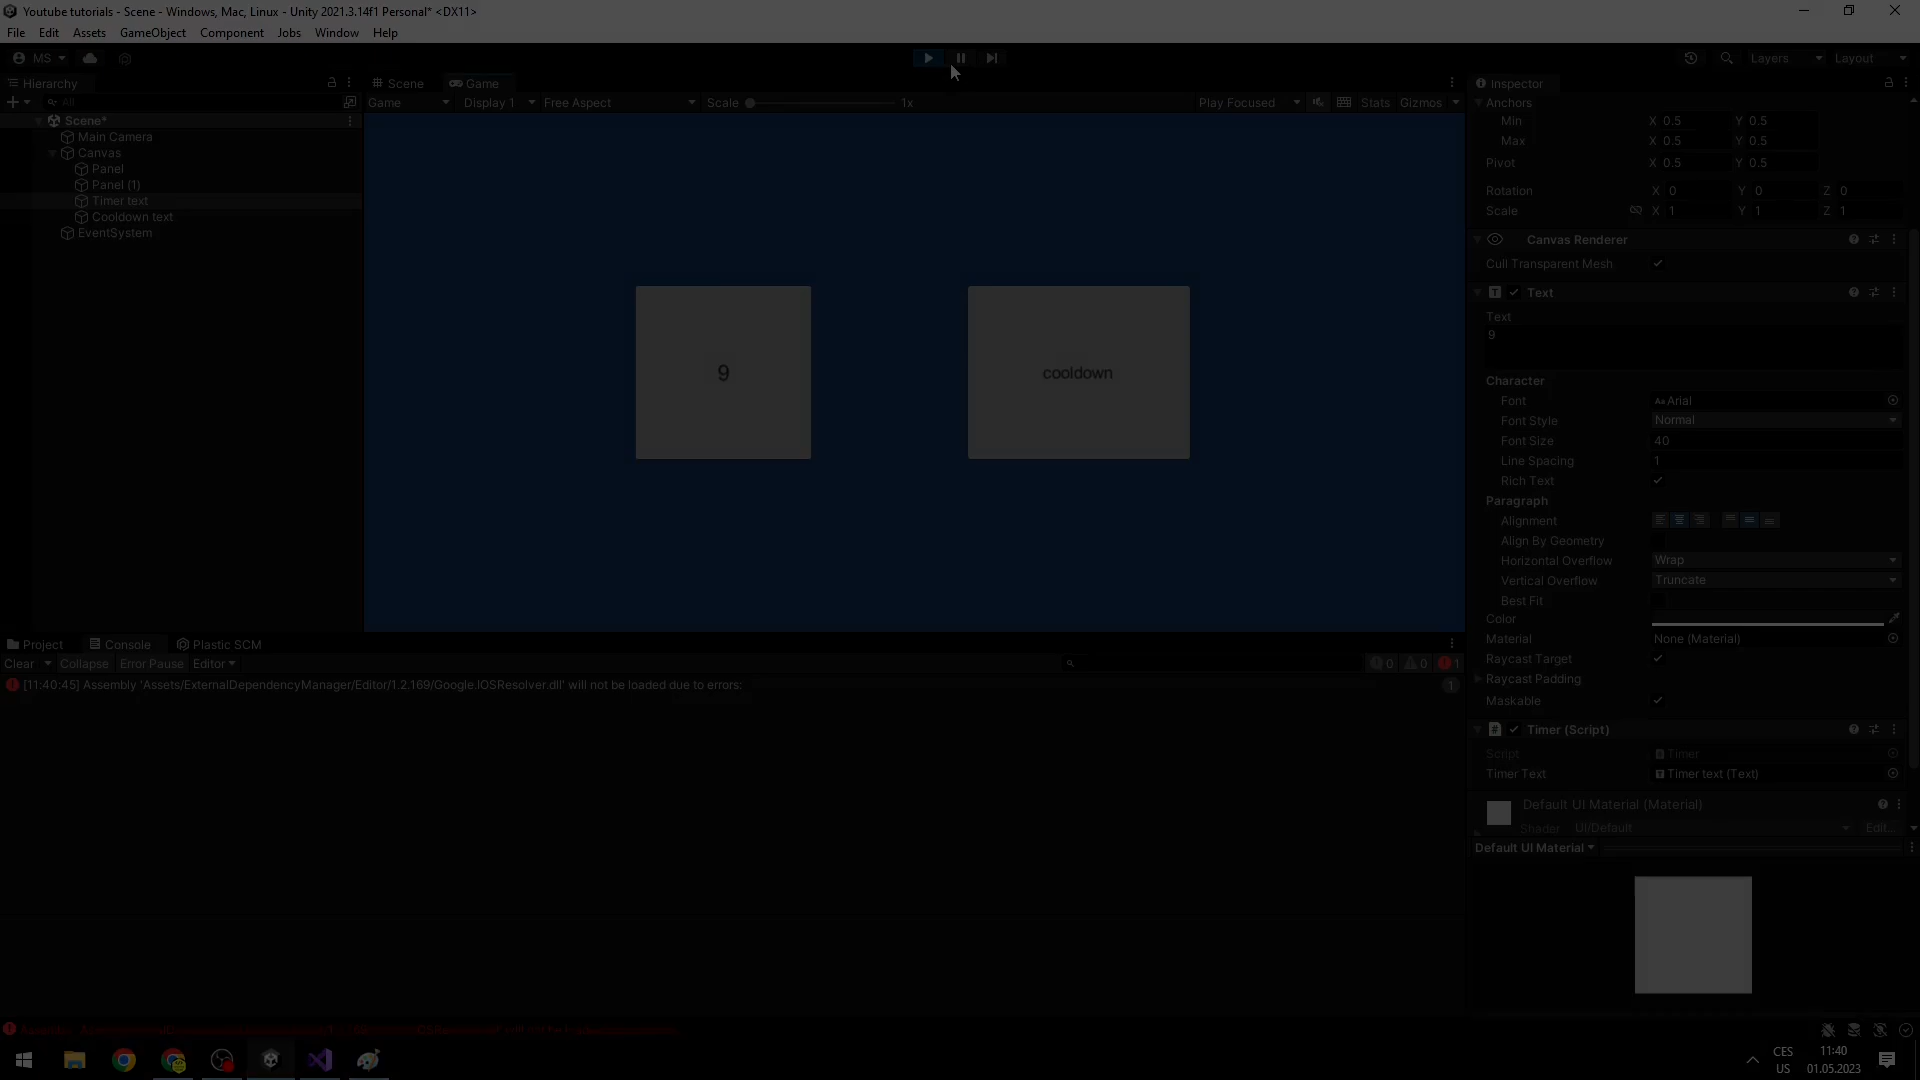 Youtube tutorials - Scene - Windows, Mac, Linux - Unity 2021.3.14f1 Personal* <DX11>
File Edit Assets GameObject Component Jobs Window Help
MS Layers Layout
Hierarchy
All
Scene*
Main Camera
Canvas
Panel
Panel (1)
Timer text
Cooldown text
EventSystem
Scene Game
Game Display 1 Free Aspect Scale 1x Play Focused Stats Gizmos
9
cooldown
Project Console Plastic SCM
Clear Collapse Error Pause Editor 0 0 1
[11:40:45] Assembly 'Assets/ExternalDependencyManager/Editor/1.2.169/Google.IOSResolver.dll' will not be loaded due to errors: 1
Inspector
Anchors
Min X 0.5 Y 0.5
Max X 0.5 Y 0.5
Pivot X 0.5 Y 0.5
Rotation X 0 Y 0 Z 0
Scale X 1 Y 1 Z 1
Canvas Renderer
Cull Transparent Mesh
Text
Text
9
Character
Font Arial
Font Style Normal
Font Size 40
Line Spacing 1
Rich Text
Paragraph
Alignment
Align By Geometry
Horizontal Overflow Wrap
Vertical Overflow Truncate
Best Fit
Color
Material None (Material)
Raycast Target
Raycast Padding
Maskable
Timer (Script)
Script Timer
Timer Text Timer text (Text)
Default UI Material (Material)
Shader UI/Default Edit...
Default UI Material
CES
US
11:40
01.05.2023